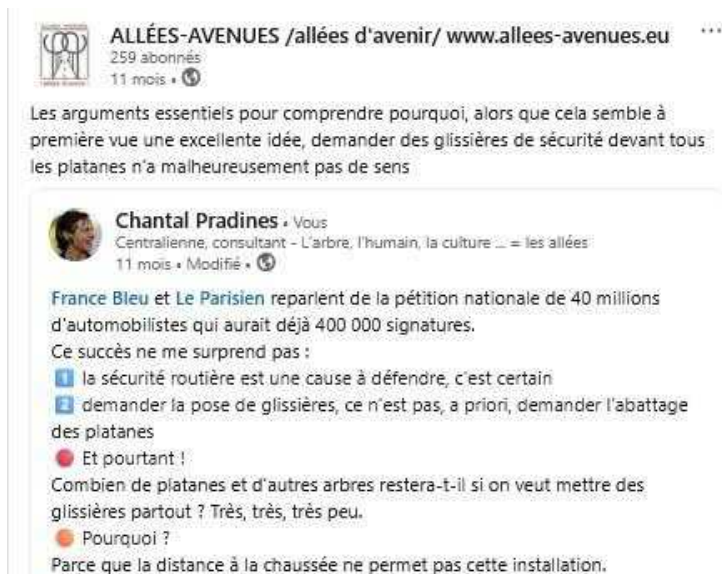 ALLÉES-AVENUES /allées d'avenir/ www.allees-avenues.eu
259 abonnés
11 mois •
Les arguments essentiels pour comprendre pourquoi, alors que cela semble à
première vue une excellente idée, demander des glissières de sécurité devant tous
les platanes n'a malheureusement pas de sens
Chantal Pradines • Vous
Centralienne, consultant - L'arbre, l'humain, la culture ... = les allées
11 mois • Modifié •
France Bleu et Le Parisien reparlent de la pétition nationale de 40 millions
d'automobilistes qui aurait déjà 400 000 signatures.
Ce succès ne me surprend pas :
1 la sécurité routière est une cause à défendre, c'est certain
2 demander la pose de glissières, ce n'est pas, a priori, demander l'abattage
des platanes
Et pourtant !
Combien de platanes et d'autres arbres restera-t-il si on veut mettre des
glissières partout ? Très, très, très peu.
Pourquoi ?
Parce que la distance à la chaussée ne permet pas cette installation.